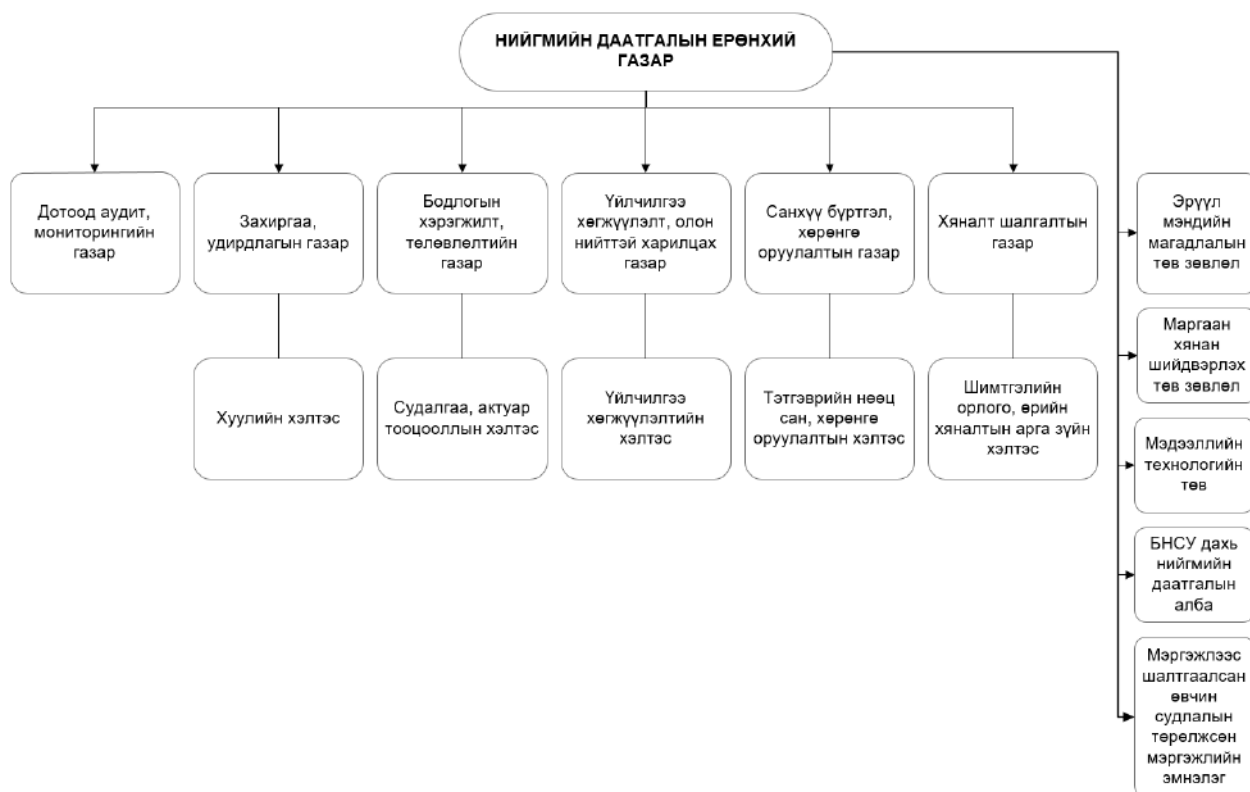 НИЙГМИЙН ДААТГАЛЫН ЕРӨНХИЙ
ГАЗАР
Дотоод аудит,
мониторингийн
газар
Захиргаа,
удирдлагын газар
Бодлогын
хэрэгжилт,
төлөвлөлтийн
газар
Үйлчилгээ
хөгжүүлэлт, олон
нийттэй харилцах
газар
Санхүү бүртгэл,
хөрөнгө
оруулалтын газар
Хяналт шалгалтын
газар
Хуулийн хэлтэс
Судалгаа, актуар
тооцооллын хэлтэс
Үйлчилгээ
хөгжүүлэлтийн
хэлтэс
Тэтгэврийн нөөц
сан, хөрөнгө
оруулалтын хэлтэс
Шимтгэлийн
орлого, өрийн
хяналтын арга зүйн
хэлтэс
Эрүүл
мэндийн
магадлалын
төв зөвлөл
Маргаан
хянан
шийдвэрлэх
төв зөвлөл
Мэдээллийн
технологийн
төв
БНСУ дахь
нийгмийн
даатгалын
алба
Мэргэжлээс
шалтгаалсан
өвчин
судлалын
төрөлжсөн
мэргэжлийн
эмнэлэг